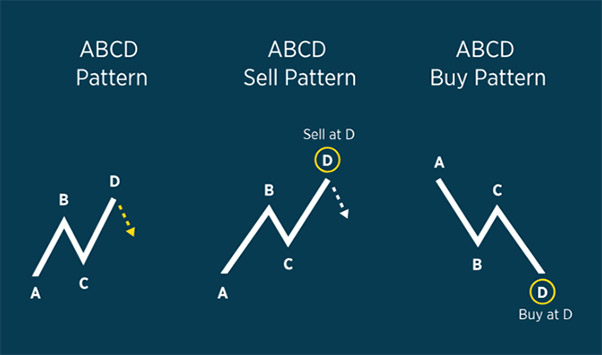 ABCD
Pattern
ABCD
Sell Pattern
ABCD
Buy Pattern
A
B
C
D
Sell at D
A
B
C
D
A
B
C
D
Buy at D